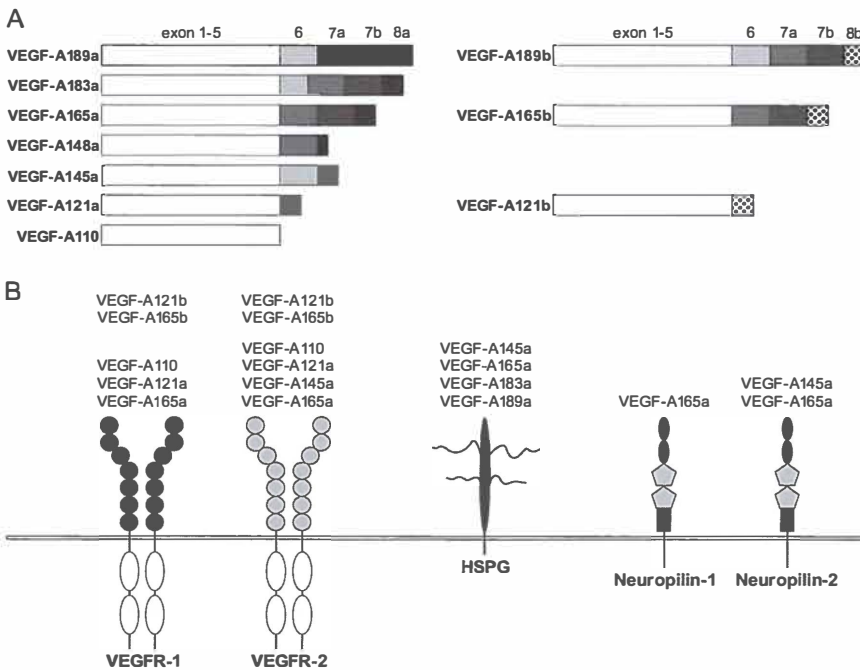 A
exon 1-5 6 7a 7b 8a
VEGF-A189a
VEGF-A183a
VEGF-A165a
VEGF-A148a
VEGF-A145a
VEGF-A121a
VEGF-A110
exon 1-5 6 7a 7b 8b
VEGF-A189b
VEGF-A165b
VEGF-A121b
B
VEGF-A121b
VEGF-A165b
VEGF-A110
VEGF-A121a
VEGF-A165a
VEGFR-1
VEGF-A121b
VEGF-A165b
VEGF-A110
VEGF-A121a
VEGF-A145a
VEGF-A165a
VEGFR-2
VEGF-A145a
VEGF-A165a
VEGF-A183a
VEGF-A189a
HSPG
VEGF-A165a
Neuropilin-1
VEGF-A145a
VEGF-A165a
Neuropilin-2